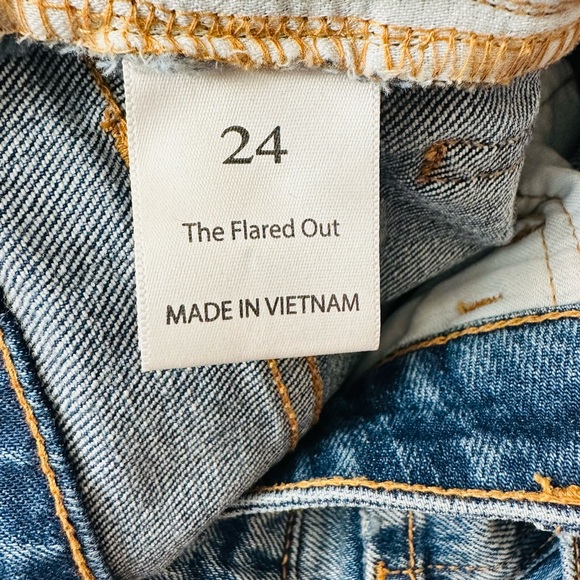 24
The Flared Out
MADE IN VIETNAM